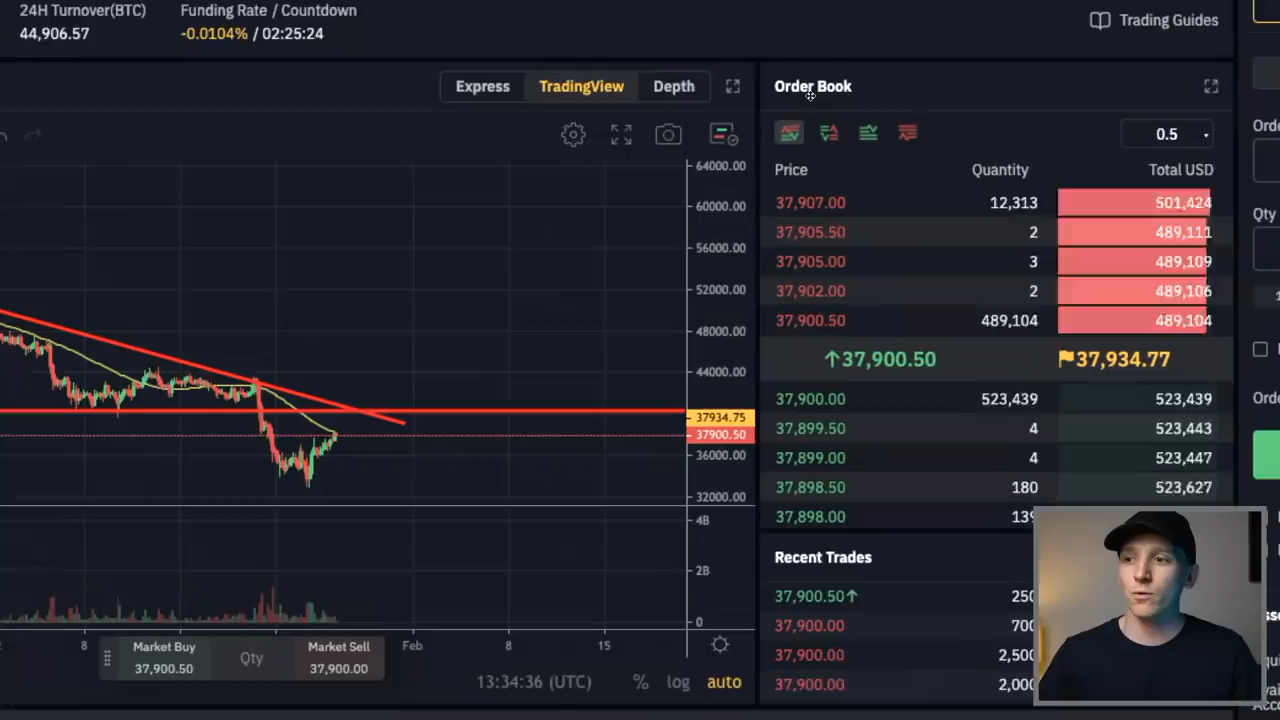 24H Turnover(BTC)
44,906.57
Funding Rate / Countdown
-0.0104% / 02:25:24
Trading Guides
Express
TradingView
Depth
64000.00
60000.00
56000.00
52000.00
48000.00
44000.00
37934.75
37900.50
36000.00
32000.00
4B
2B
0
8
Feb
8
15
Market Buy
37,900.50
Qty
Market Sell
37,900.00
13:34:36 (UTC)
%
log
auto
Order Book
0.5
Price Quantity Total USD
37,907.00 12,313 501,424
37,905.50 2 489,111
37,905.00 3 489,109
37,902.00 2 489,106
37,900.50 489,104 489,104
↑37,900.50 37,934.77
37,900.00 523,439 523,439
37,899.50 4 523,443
37,899.00 4 523,447
37,898.50 180 523,627
37,898.00 139
Recent Trades
37,900.50↑ 250
37,900.00 700
37,900.00 2,500
37,900.00 2,000
Qty